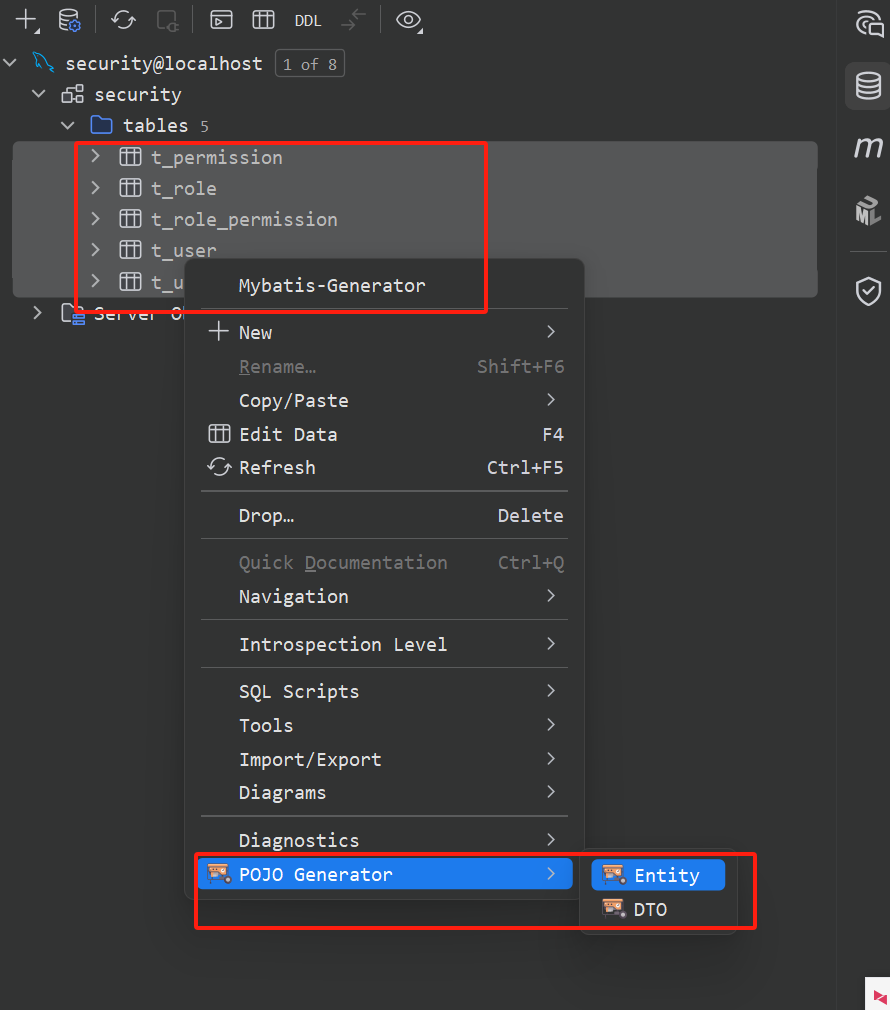 DDL
security@localhost 1 of 8
security
tables 5
t_permission
t_role
t_role_permission
t_user
t_u
Server O
Mybatis-Generator
New
Rename… Shift+F6
Copy/Paste
Edit Data F4
Refresh Ctrl+F5
Drop… Delete
Quick Documentation Ctrl+Q
Navigation
Introspection Level
SQL Scripts
Tools
Import/Export
Diagrams
Diagnostics
POJO Generator
Entity
DTO
m
UML